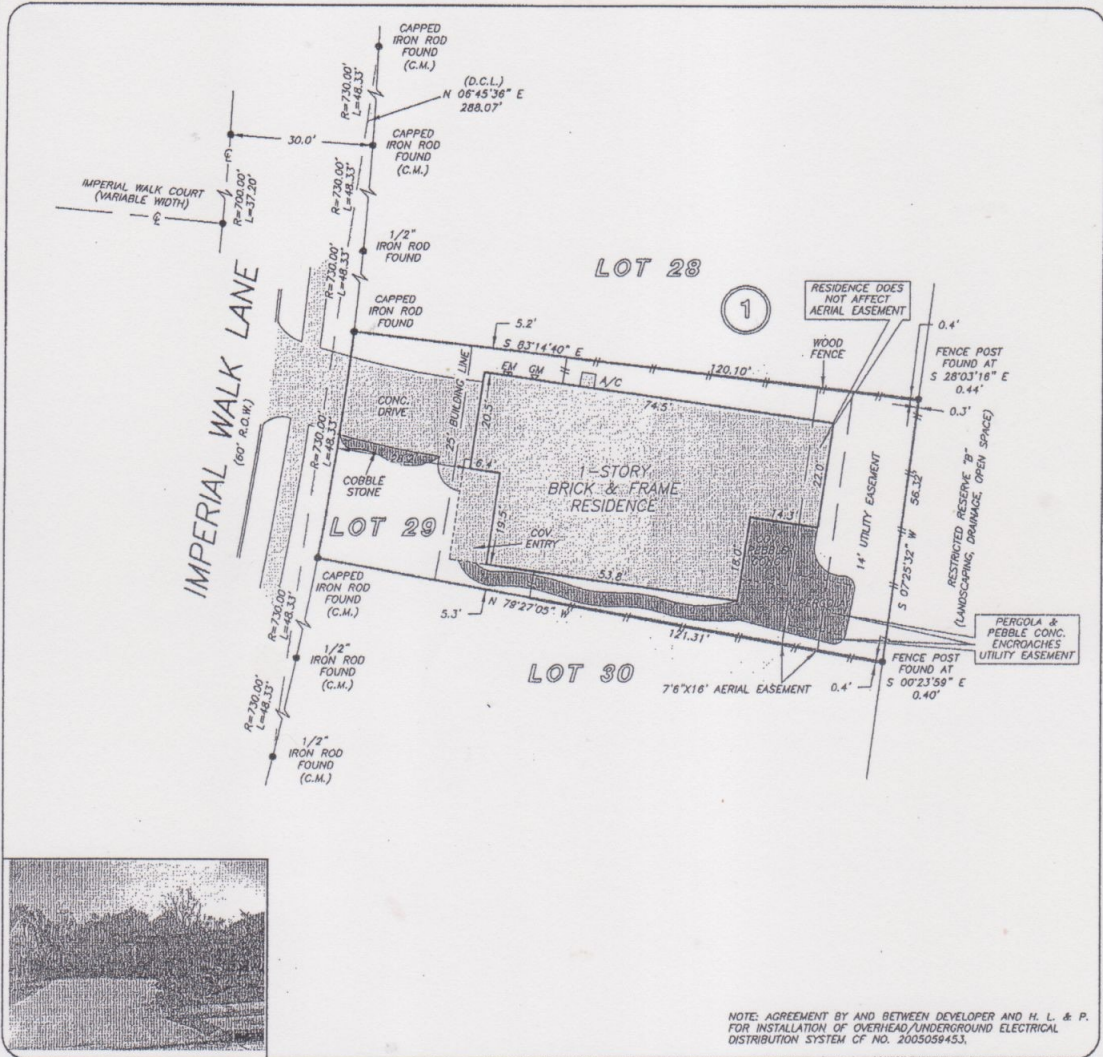 CAPPED
IRON ROD
FOUND
(C.M.)
R=730.00'
L=48.33'
(D.C.L.)
N 06°45'36" E
288.07'
30.0'
CAPPED
IRON ROD
FOUND
(C.M.)
IMPERIAL WALK COURT
(VARIABLE WIDTH)
R=700.00'
L=37.20'
R=730.00'
L=48.33'
1/2"
IRON ROD
FOUND
R=730.00'
L=48.33'
CAPPED
IRON ROD
FOUND
LOT 28
1
RESIDENCE DOES
NOT AFFECT
AERIAL EASEMENT
5.2'
S 83°14'40" E
120.10'
WOOD
FENCE
0.4'
FENCE POST
FOUND AT
S 28°03'16" E
0.44'
0.3'
IMPERIAL WALK LANE
(60' R.O.W.)
25' BUILDING LINE
EM GM
A/C
74.5'
CONC.
DRIVE
20.5'
R=730.00'
L=48.33'
COBBLE
STONE
6.4'
1-STORY
BRICK & FRAME
RESIDENCE
22.0'
14' UTILITY EASEMENT
S 07°25'32" W
56.32'
RESTRICTED RESERVE "B"
(LANDSCAPING, DRAINAGE, OPEN SPACE)
LOT 29
19.5'
COV.
ENTRY
14.3'
18.0'
53.8'
CAPPED
IRON ROD
FOUND
(C.M.)
5.3'
N 79°27'05" W
121.31'
PERGOLA &
PEBBLE CONC.
ENCROACHES
UTILITY EASEMENT
R=730.00'
L=48.33'
1/2"
IRON ROD
FOUND
(C.M.)
LOT 30
7'6"X16' AERIAL EASEMENT
0.4'
FENCE POST
FOUND AT
S 00°23'59" E
0.40'
R=730.00'
L=48.33'
1/2"
IRON ROD
FOUND
(C.M.)
NOTE: AGREEMENT BY AND BETWEEN DEVELOPER AND H. L. & P.
FOR INSTALLATION OF OVERHEAD/UNDERGROUND ELECTRICAL
DISTRIBUTION SYSTEM CF NO. 2005059453.